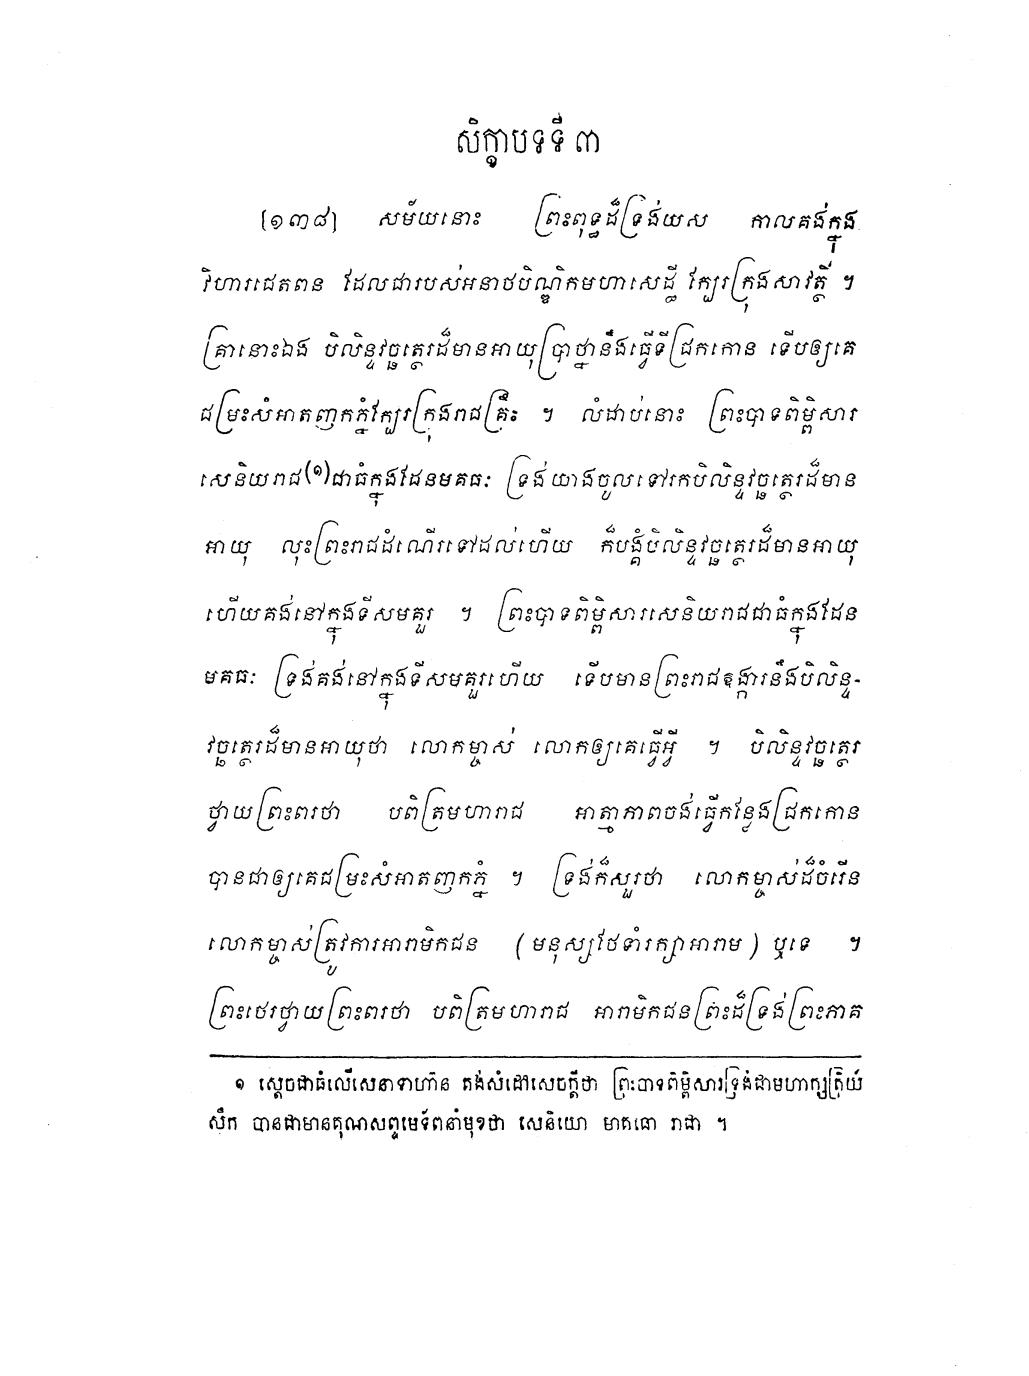 សិក្ខាបទទី ៣
[១៣៨] សម័យនោះ ព្រះពុទ្ធដ៏ទ្រង់យស កាលគង់ក្នុង
វិហារជេតពន ដែលជារបស់អនាថបិណ្ឌិកមហាសេដ្ឋី ក្បែរក្រុងសាវត្ថី ។
គ្រានោះឯង បិលិន្ទវច្ឆត្ថេរដ៏មានអាយុប្រាថ្នានឹងធ្វើទីជ្រកកោន ទើបឲ្យគេ
ជម្រះសំអាតញកភ្នំក្បែរក្រុងរាជគ្រឹះ ។ លំដាប់នោះ ព្រះបាទពិម្ពិសារ
សេនិយរាជ(១)ជាធំក្នុងដែនមគធៈ ទ្រង់យាងចូលទៅរកបិលិន្ទវច្ឆត្ថេរដ៏មាន
អាយុ លុះព្រះរាជដំណើរទៅដល់ហើយ ក៏បង្គំបិលិន្ទវច្ឆត្ថេរដ៏មានអាយុ
ហើយគង់នៅក្នុងទីសមគួរ ។ ព្រះបាទពិម្ពិសារសេនិយរាជជាធំក្នុងដែន
មគធៈ ទ្រង់គង់នៅក្នុងទីសមគួរហើយ ទើបមានព្រះរាជឱង្ការនឹងបិលិន្ទ-
វច្ឆត្ថេរដ៏មានអាយុថា លោកម្ចាស់ លោកឲ្យគេធ្វើអ្វី ។ បិលិន្ទវច្ឆត្ថេរ
ថ្វាយព្រះពរថា បពិត្រមហារាជ អាត្មាភាពចង់ធ្វើកន្លែងជ្រកកោន
បានជាឲ្យគេជម្រះសំអាតញកភ្នំ ។ ទ្រង់ក៏សួរថា លោកម្ចាស់ដ៏ចំរើន
លោកម្ចាស់ត្រូវការអារាមិកជន (មនុស្សថែទាំរក្សាអារាម) ឬទេ ។
ព្រះថេរថ្វាយព្រះពរថា បពិត្រមហារាជ អារាមិកជនព្រះដ៏ទ្រង់ព្រះភាគ
១ ស្តេចជាធំលើសេនាទាហ៊ាន តង់សំដៅសេចក្តីថា ព្រះបាទពិម្ពិសារទ្រង់ជាមហាក្សត្រិយ៍
សឹក បានជាមានគុណសព្ទមេទ័ពនាំមុខថា សេនិយោ មាគធោ រាជា ។